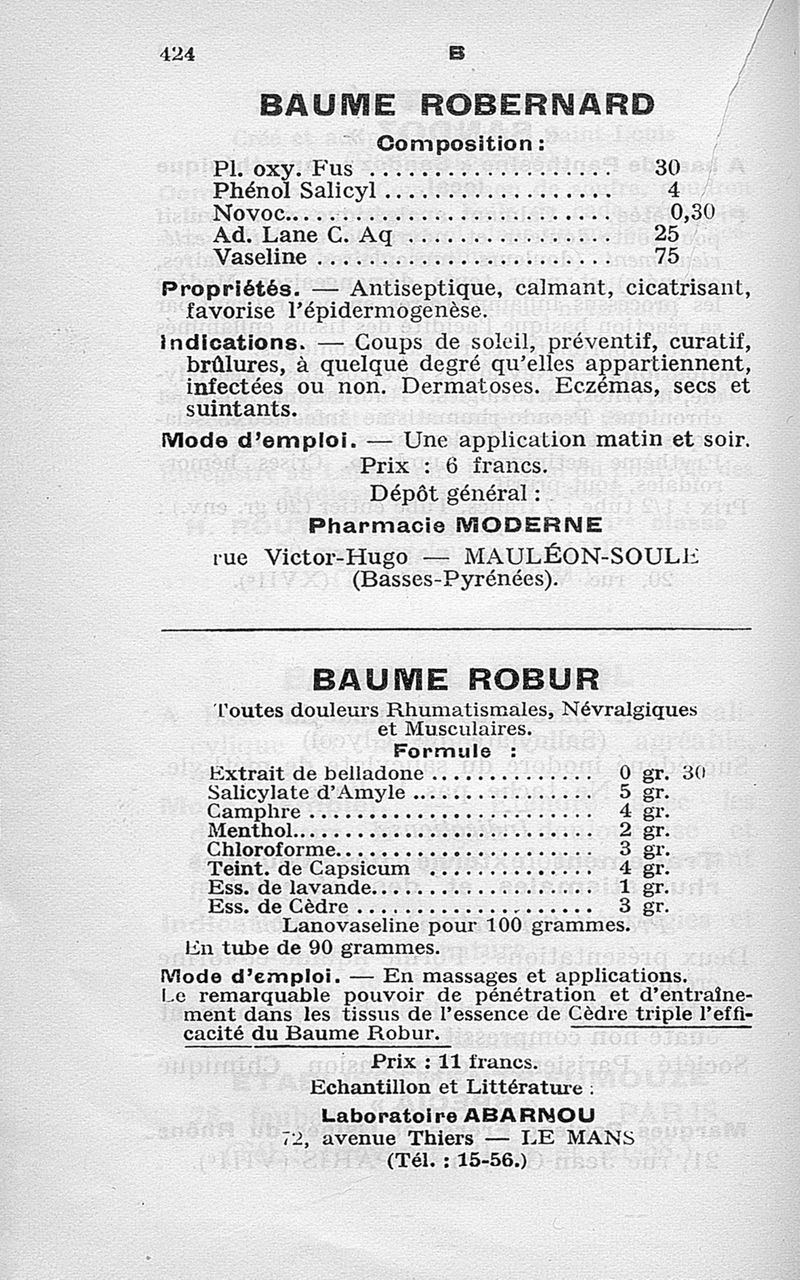 424 B
BAUME ROBERNARD
Composition :
Pl. oxy. Fus .................. 30
Phénol Salicyl .................. 4
Novoc.......................... 0,30
Ad. Lane C. Aq .................. 25
Vaseline ...................... 75
Propriétés. — Antiseptique, calmant, cicatrisant,
favorise l'épidermogenèse.
Indications. — Coups de soleil, préventif, curatif,
brûlures, à quelque degré qu'elles appartiennent,
infectées ou non. Dermatoses. Eczémas, secs et
suintants.
Mode d'emploi. — Une application matin et soir.
Prix : 6 francs.
Dépôt général :
Pharmacie MODERNE
rue Victor-Hugo — MAULÉON-SOULE
(Basses-Pyrénées).
BAUME ROBUR
Toutes douleurs Rhumatismales, Névralgiques
et Musculaires.
Formule :
Extrait de belladone .............. 0 gr. 30
Salicylate d'Amyle ................ 5 gr.
Camphre ........................ 4 gr.
Menthol.......................... 2 gr.
Chloroforme...................... 3 gr.
Teint. de Capsicum .............. 4 gr.
Ess. de lavande.................. 1 gr.
Ess. de Cèdre .................... 3 gr.
Lanovaseline pour 100 grammes.
En tube de 90 grammes.
Mode d'emploi. — En massages et applications.
Le remarquable pouvoir de pénétration et d'entraîne-
ment dans les tissus de l'essence de Cèdre triple l'effi-
cacité du Baume Robur.
Prix : 11 francs.
Echantillon et Littérature :
Laboratoire ABARNOU
72, avenue Thiers — LE MANS
(Tél. : 15-56.)